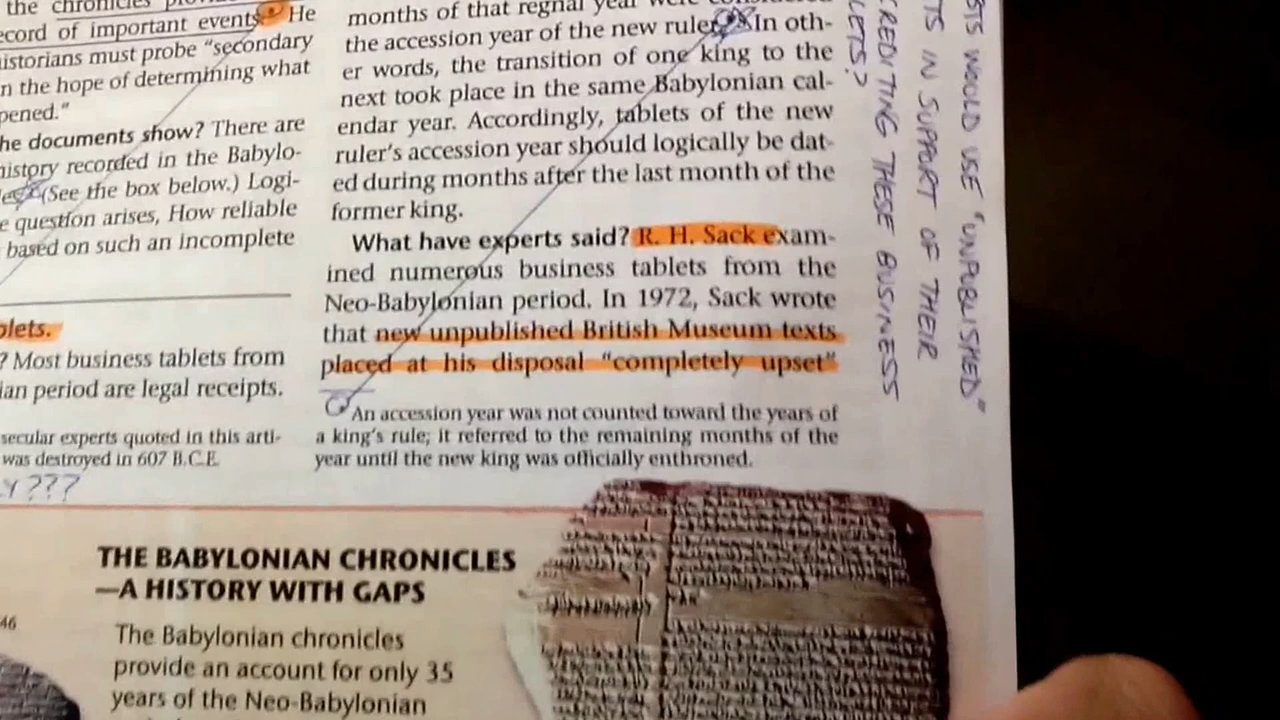 the chronicles
ecord of important events." He
istorians must probe "secondary
n the hope of determining what
pened."
he documents show? There are
history recorded in the Babylo-
(See the box below.) Logi-
e question arises, How reliable
based on such an incomplete
blets.
? Most business tablets from
ian period are legal receipts.
secular experts quoted in this arti-
was destroyed in 607 B.C.E.
???
months of that regnal year were considered
the accession year of the new ruler. In oth-
er words, the transition of one king to the
next took place in the same Babylonian cal-
endar year. Accordingly, tablets of the new
ruler's accession year should logically be dat-
ed during months after the last month of the
former king.
What have experts said? R. H. Sack exam-
ined numerous business tablets from the
Neo-Babylonian period. In 1972, Sack wrote
that new unpublished British Museum texts
placed at his disposal "completely upset"
An accession year was not counted toward the years of
a king's rule; it referred to the remaining months of the
year until the new king was officially enthroned.
STS WOULD USE "UNPUBLISHED"
TS IN SUPPORT OF THEIR
CREDITING THESE BUSINESS
LETS?
THE BABYLONIAN CHRONICLES
—A HISTORY WITH GAPS
46
The Babylonian chronicles
provide an account for only 35
years of the Neo-Babylonian